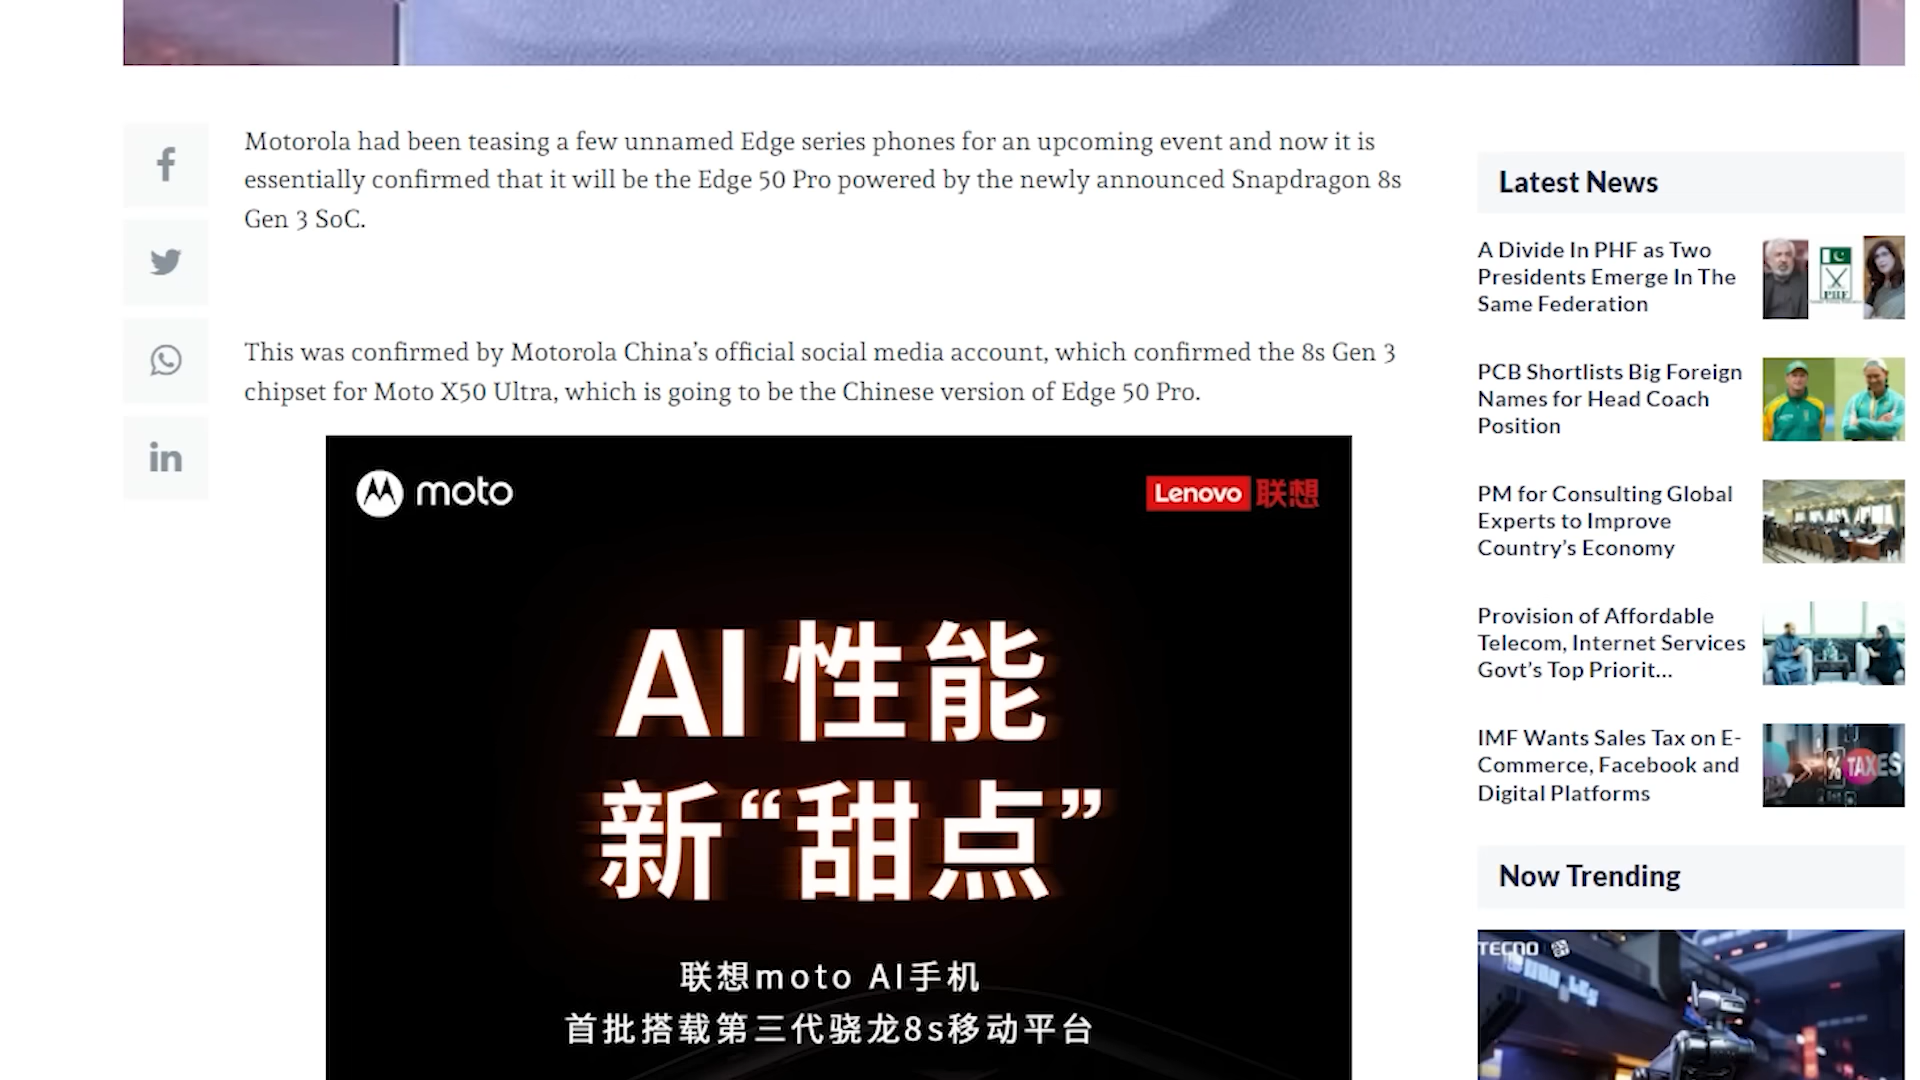 Motorola had been teasing a few unnamed Edge series phones for an upcoming event and now it is
essentially confirmed that it will be the Edge 50 Pro powered by the newly announced Snapdragon 8s
Gen 3 SoC.
This was confirmed by Motorola China’s official social media account, which confirmed the 8s Gen 3
chipset for Moto X50 Ultra, which is going to be the Chinese version of Edge 50 Pro.
moto
Lenovo 联想
AI 性能
新“甜点”
联想moto AI手机
首批搭载第三代骁龙8s移动平台
Latest News
A Divide In PHF as Two
Presidents Emerge In The
Same Federation
PHF
PCB Shortlists Big Foreign
Names for Head Coach
Position
PM for Consulting Global
Experts to Improve
Country’s Economy
Provision of Affordable
Telecom, Internet Services
Govt’s Top Priorit...
IMF Wants Sales Tax on E-
Commerce, Facebook and
Digital Platforms
% TAXES
Now Trending
TECNO